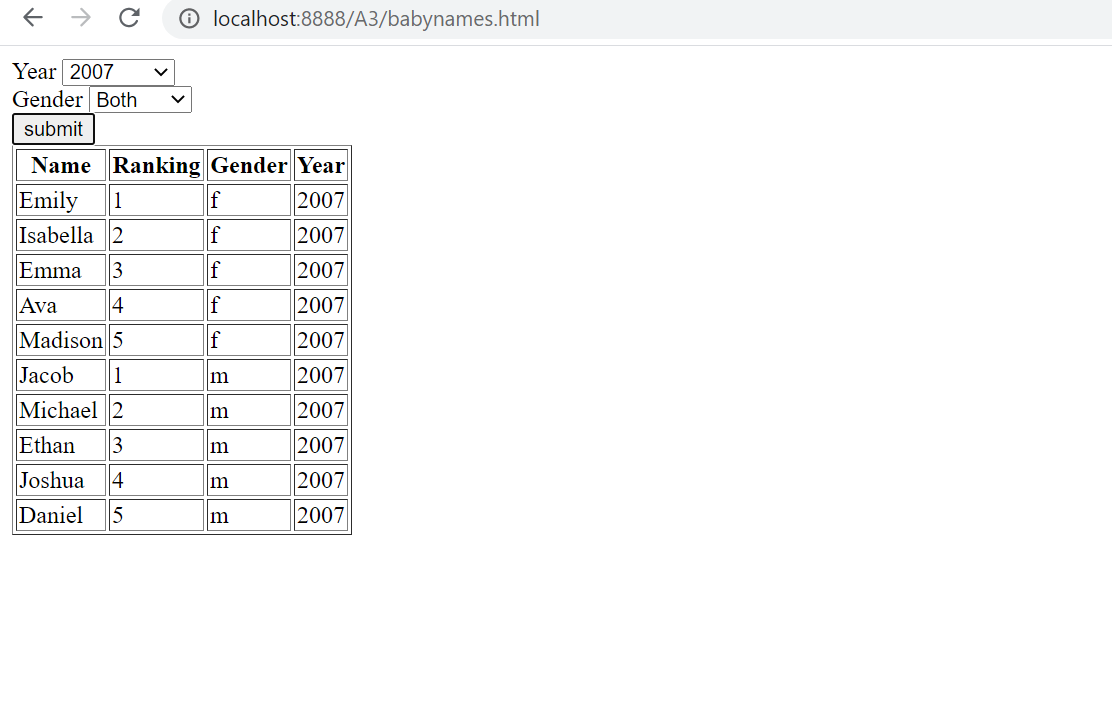 localhost:8888/A3/babynames.html
Year 2007
Gender Both
submit
Name Ranking Gender Year
Emily 1 f 2007
Isabella 2 f 2007
Emma 3 f 2007
Ava 4 f 2007
Madison 5 f 2007
Jacob 1 m 2007
Michael 2 m 2007
Ethan 3 m 2007
Joshua 4 m 2007
Daniel 5 m 2007